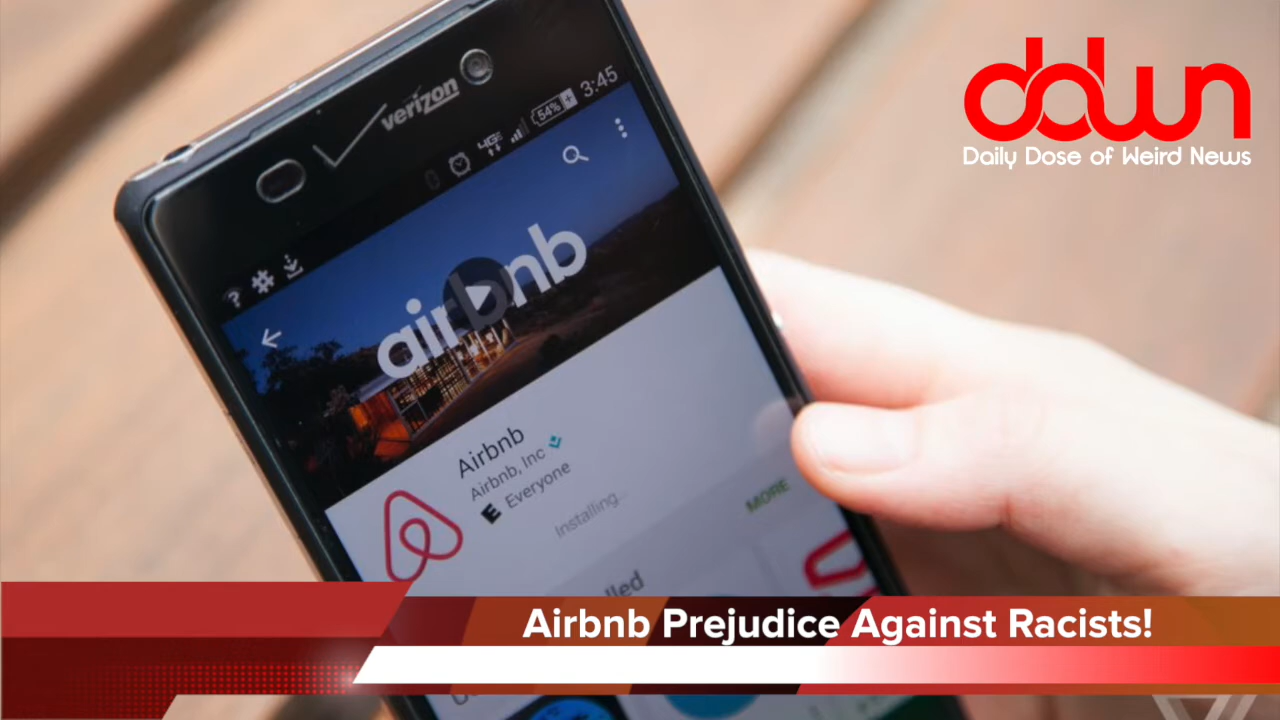 ddwn
Daily Dose of Weird News
verizon
4G
54%
3:45
?
airbnb
Airbnb
Airbnb, Inc
E Everyone
Installing..
MORE
Airbnb Prejudice Against Racists!